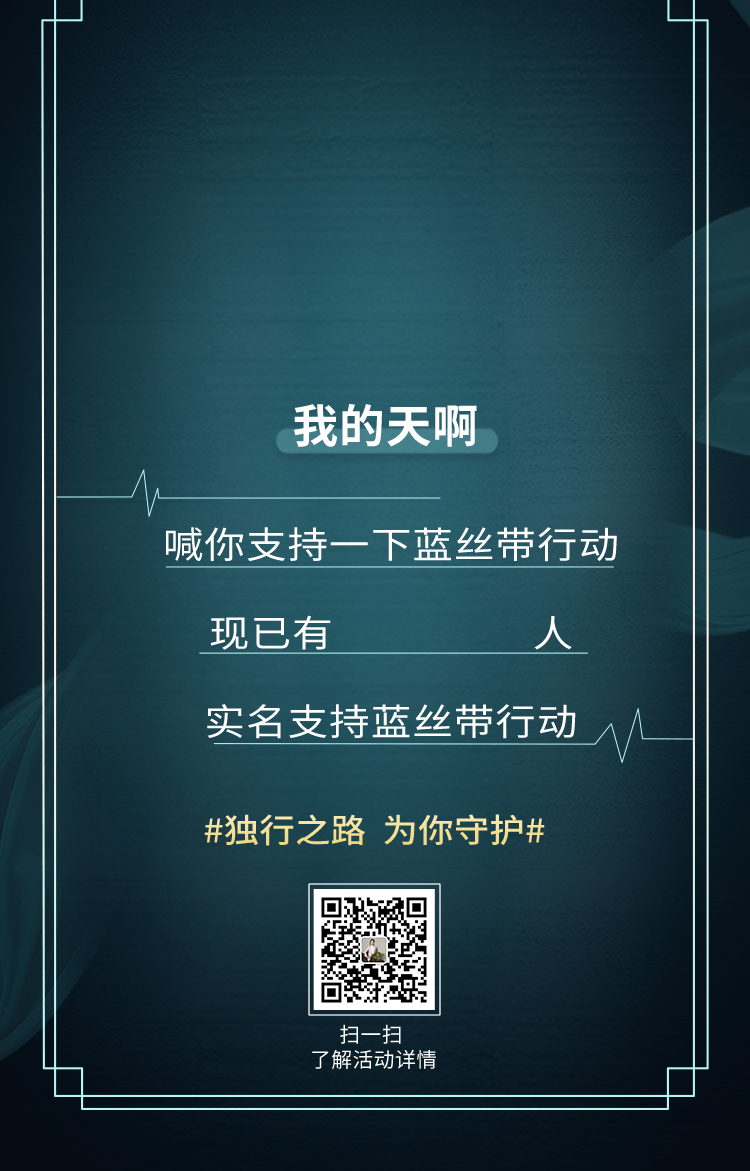 我的天啊
喊你支持一下蓝丝带行动
现已有 人
实名支持蓝丝带行动
#独行之路 为你守护#
扫一扫
了解活动详情